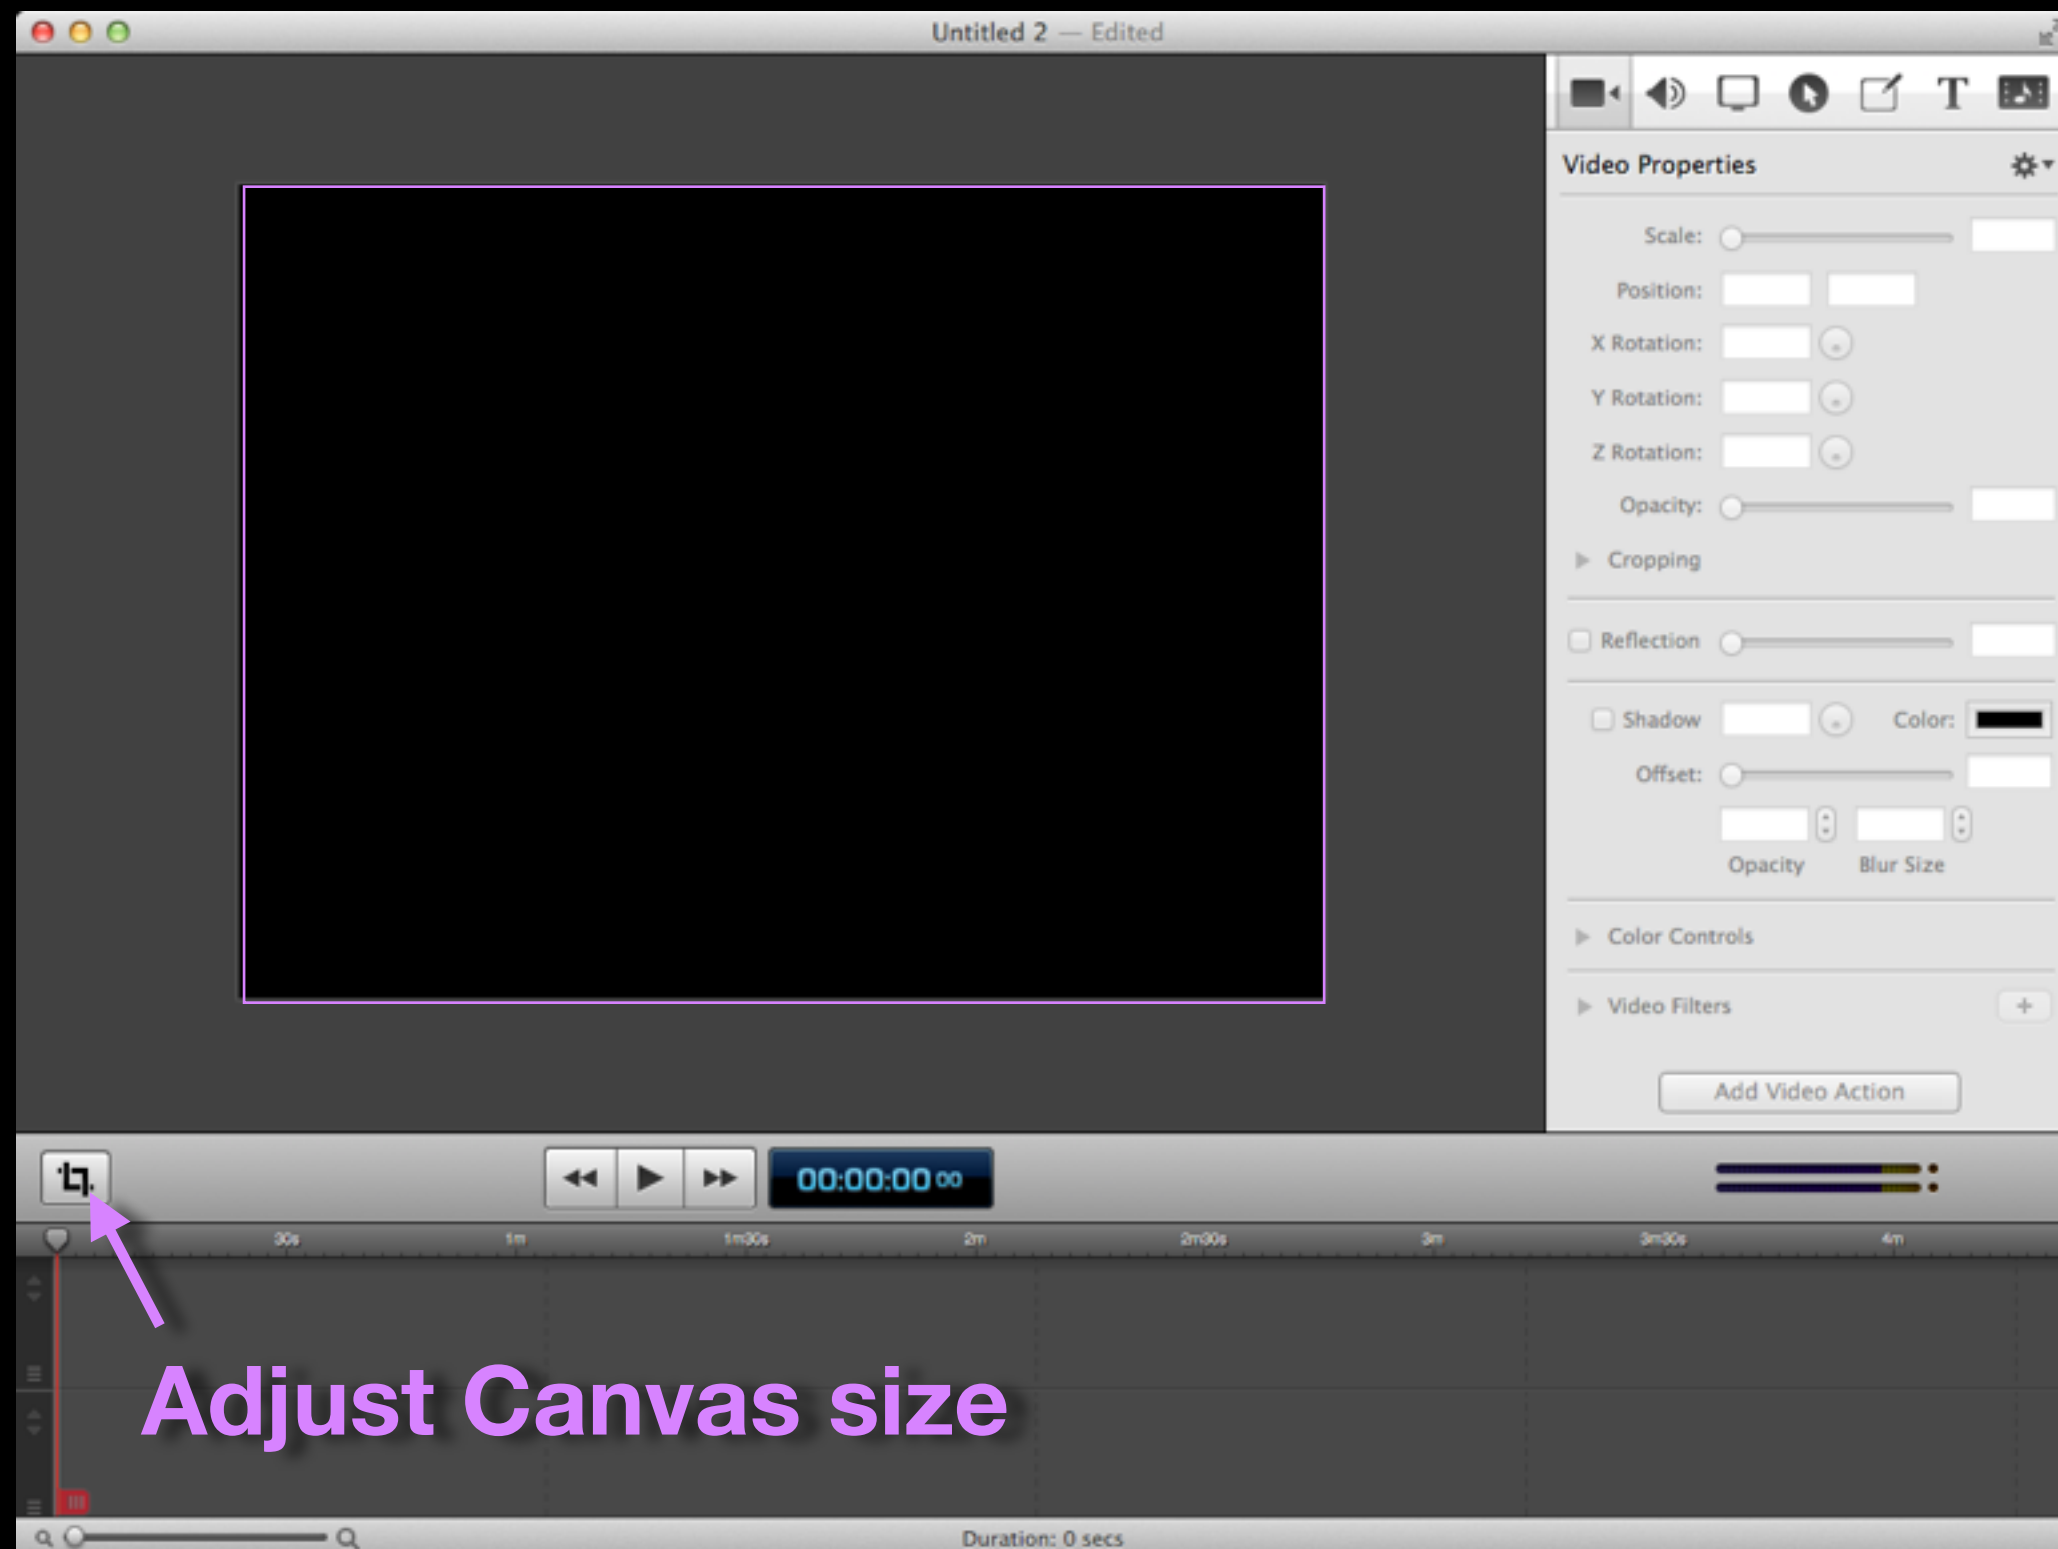 Untitled 2 — Edited
T
Video Properties
Scale:
Position:
X Rotation:
Y Rotation:
Z Rotation:
Opacity:
Cropping
Reflection
Shadow
Color:
Offset:
Opacity Blur Size
Color Controls
Video Filters +
Add Video Action
00:00:00 00
30s 1m 1m30s 2m 2m30s 3m 3m30s 4m
Adjust Canvas size
Duration: 0 secs